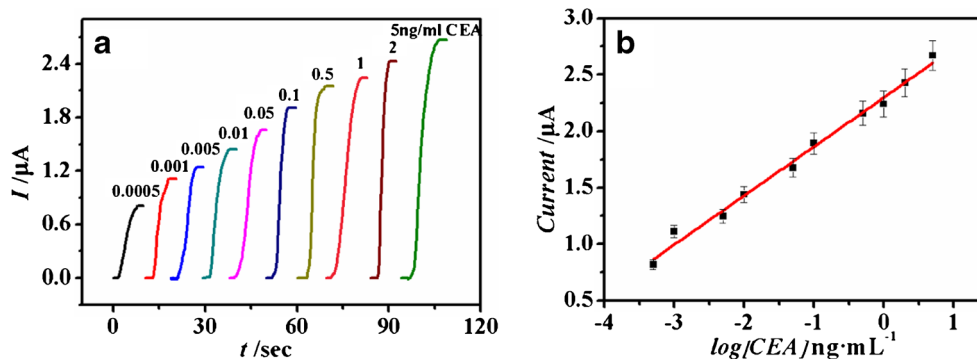 a
5ng/ml CEA
2
1
0.5
0.1
0.05
0.01
0.005
0.001
0.0005
2.4
1.8
1.2
0.6
0.0
I /μA
0 30 60 90 120
t /sec
b
3.0
2.5
2.0
1.5
1.0
0.5
Current /μA
-4 -3 -2 -1 0 1
log[CEA] ng·mL⁻¹